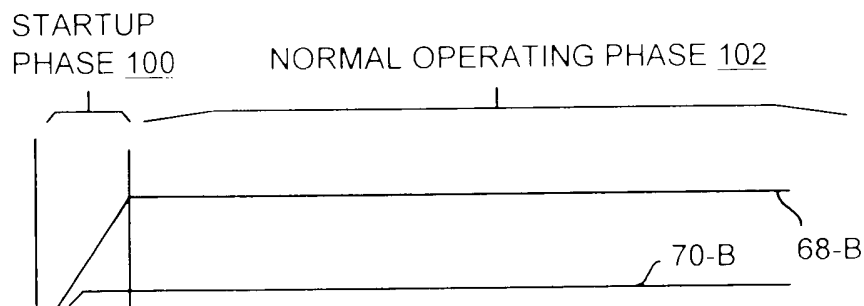 STARTUP
PHASE 100
NORMAL OPERATING PHASE 102
68-B
70-B